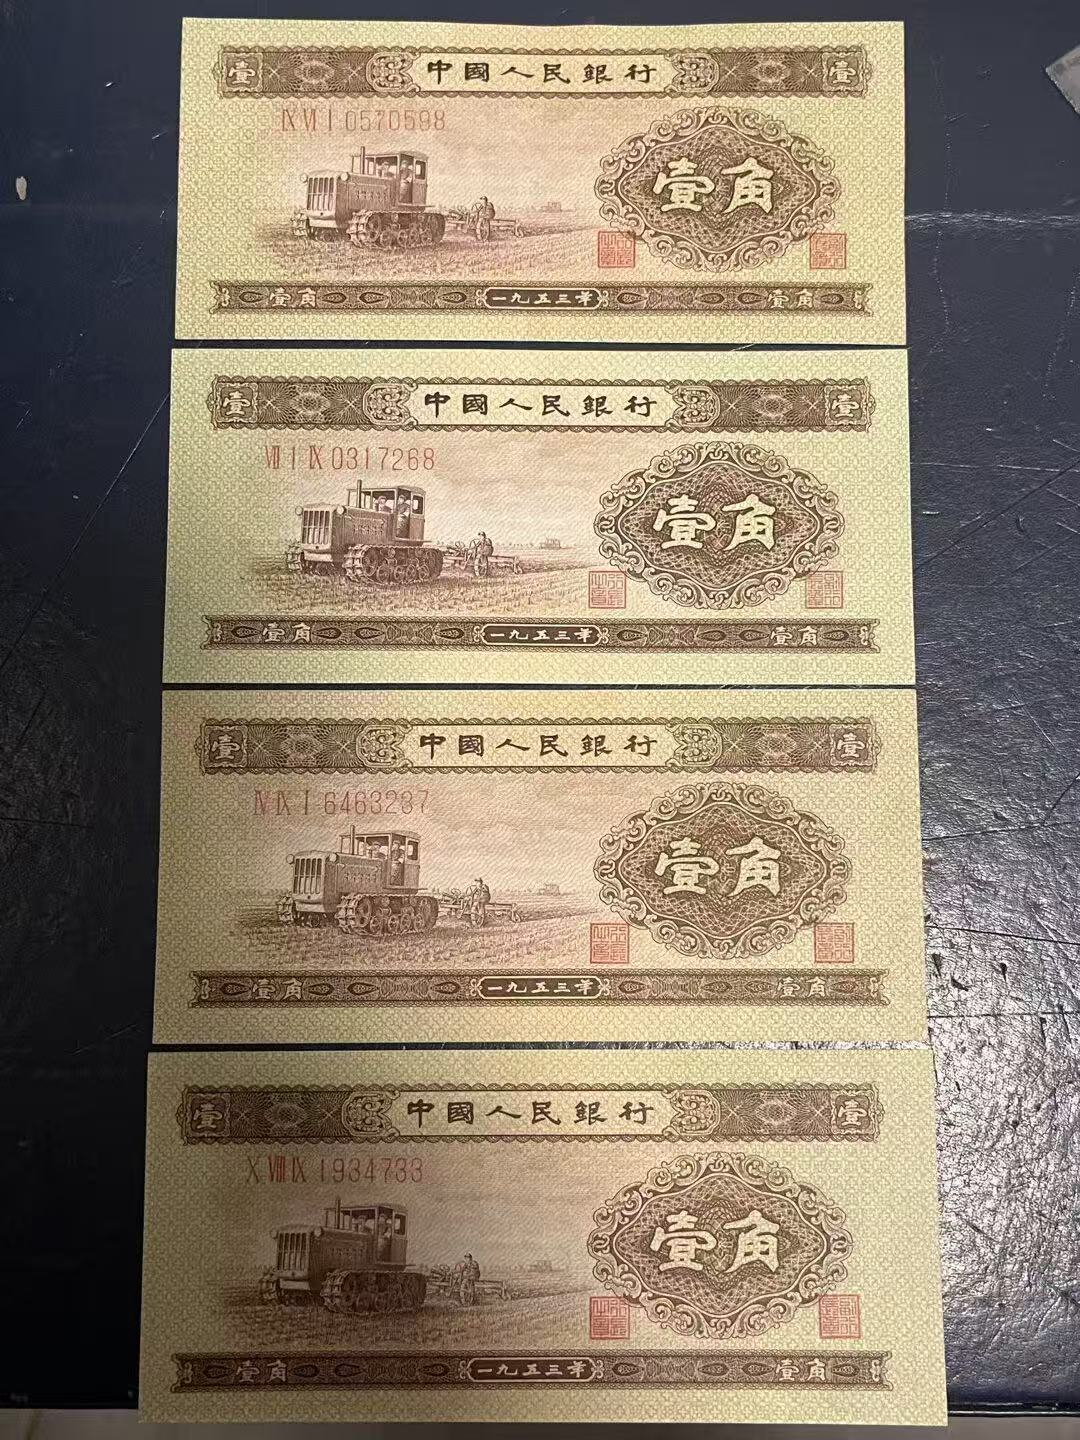 壹 中國人民銀行 壹
IX VI I 0570598
壹角
壹角 一九五三年 壹角
壹 中國人民銀行 壹
VII I IX 0317268
壹角
壹角 一九五三年 壹角
壹 中國人民銀行 壹
IV IX I 6463237
壹角
壹角 一九五三年 壹角
壹 中國人民銀行 壹
X VIII IX 1934733
壹角
壹角 一九五三年 壹角